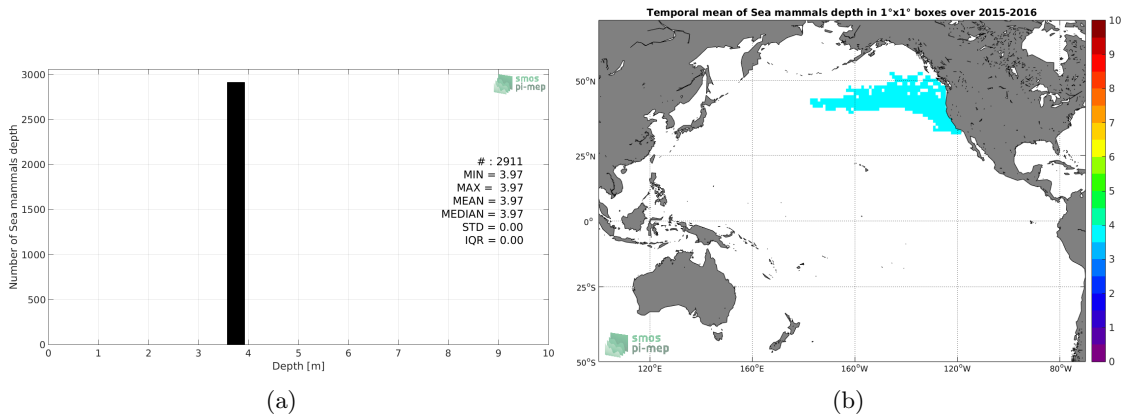 3000
2500
2000
1500
1000
500
0
Number of Sea mammals depth
smos
pi-mep
# : 2911
MIN = 3.97
MAX = 3.97
MEAN = 3.97
MEDIAN = 3.97
STD = 0.00
IQR = 0.00
0 1 2 3 4 5 6 7 8 9 10
Depth [m]
(a)
Temporal mean of Sea mammals depth in 1°x1° boxes over 2015-2016
50°N
25°N
0°
25°S
50°S
smos
pi-mep
120°E 160°E 160°W 120°W 80°W
10
9
8
7
6
5
4
3
2
1
0
(b)